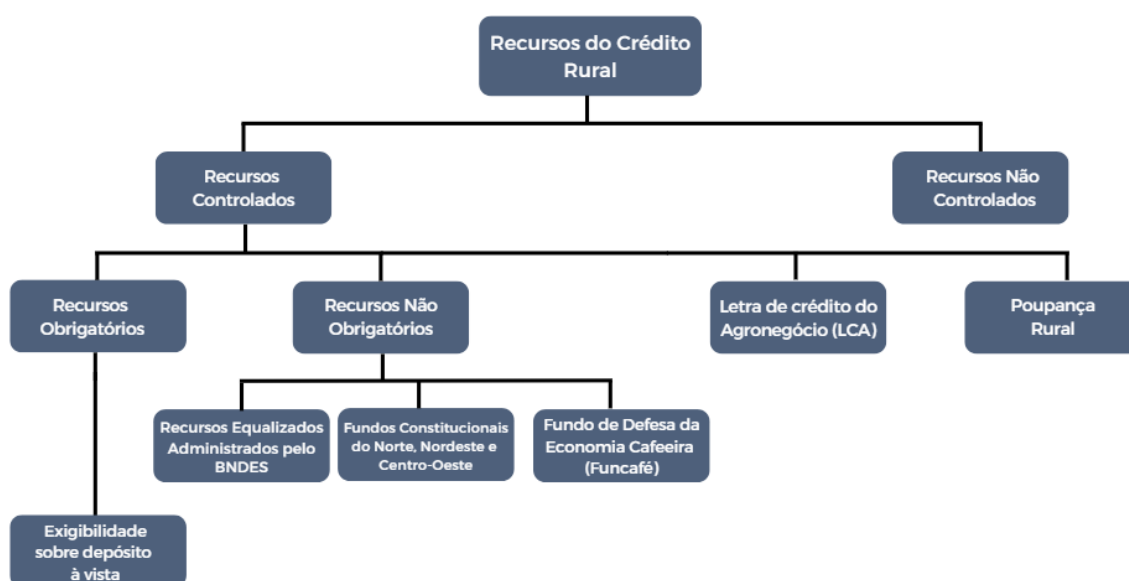 Recursos do Crédito
Rural
Recursos
Controlados
Recursos Não
Controlados
Recursos
Obrigatórios
Recursos Não
Obrigatórios
Letra de crédito do
Agronegócio (LCA)
Poupança
Rural
Recursos Equalizados
Administrados pelo
BNDES
Fundos Constitucionais
do Norte, Nordeste e
Centro-Oeste
Fundo de Defesa da
Economia Cafeeira
(Funcafé)
Exigibilidade
sobre depósito
à vista